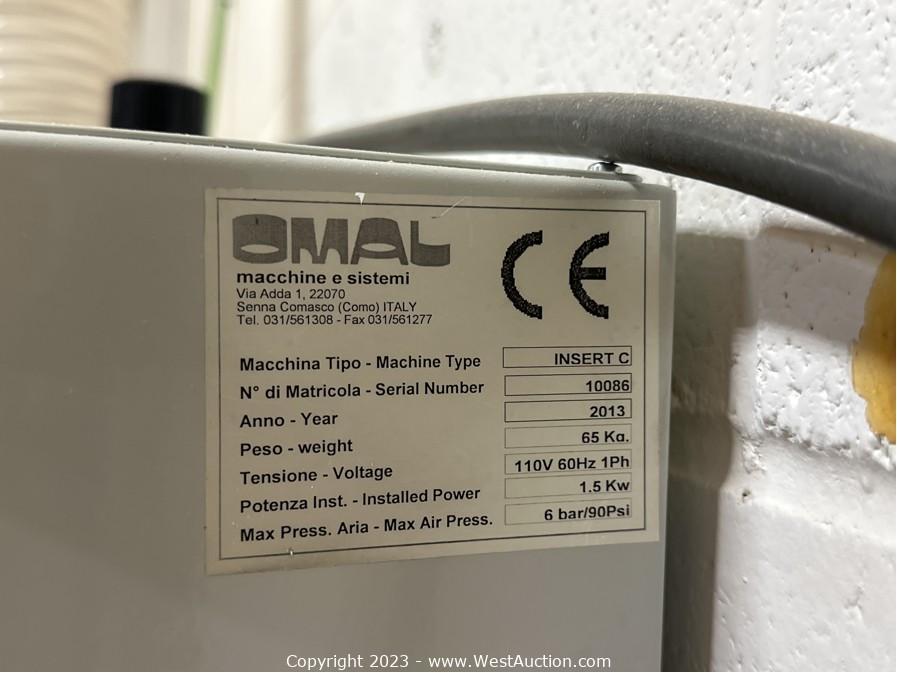 OMAL
macchine e sistemi
Via Adda 1, 22070
Senna Comasco (Como) ITALY
Tel. 031/561308 - Fax 031/561277
CE
Macchina Tipo - Machine Type INSERT C
N° di Matricola - Serial Number 10086
Anno - Year 2013
Peso - weight 65 Kg.
Tensione - Voltage 110V 60Hz 1Ph
Potenza Inst. - Installed Power 1.5 Kw
Max Press. Aria - Max Air Press. 6 bar/90Psi
Copyright 2023 - www.WestAuction.com